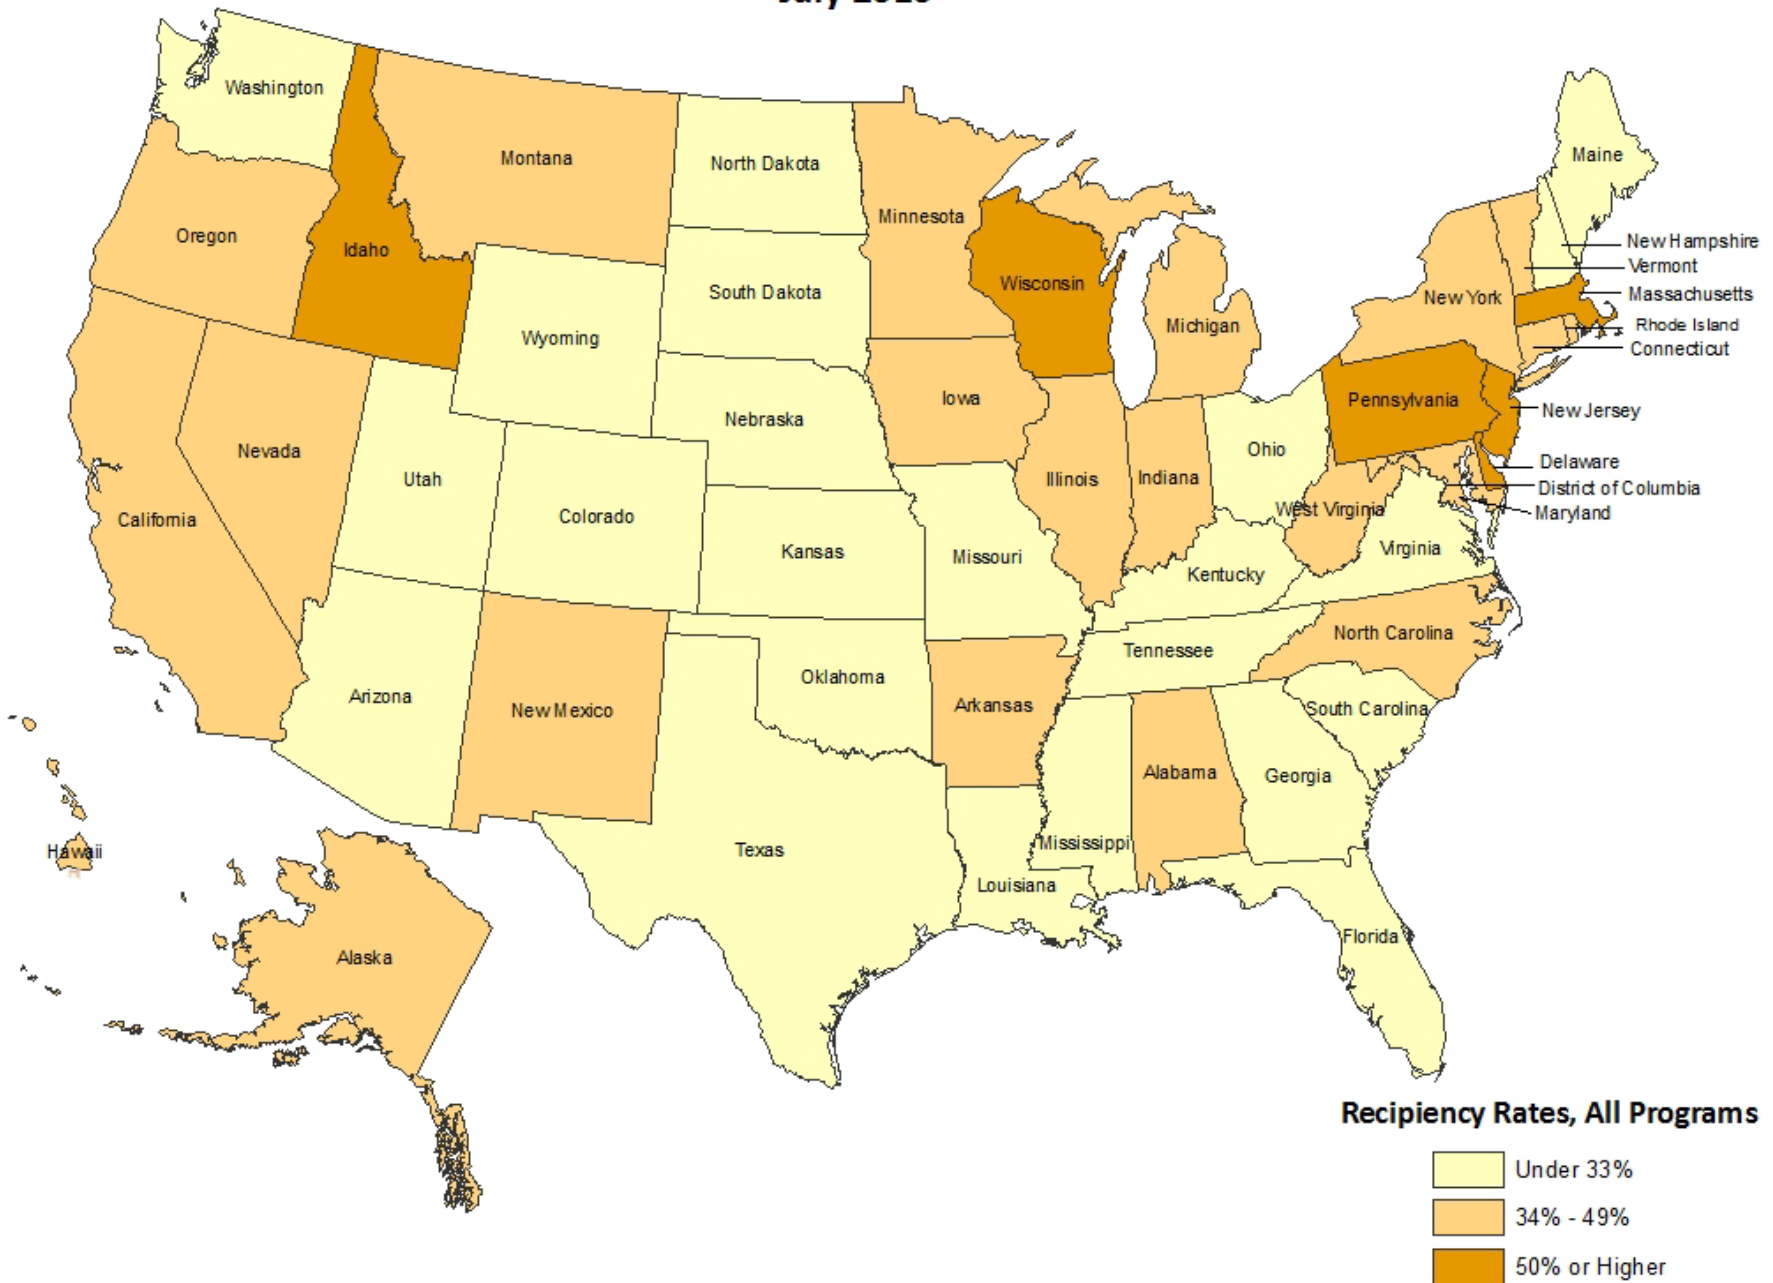 Washington
Montana
North Dakota
Minnesota
Maine
Oregon
Idaho
Wisconsin
New Hampshire
Vermont
South Dakota
Massachusetts
New York
Michigan
Rhode Island
Wyoming
Connecticut
Iowa
Pennsylvania
New Jersey
Nebraska
Nevada
Ohio
Delaware
Utah
Illinois
Indiana
District of Columbia
California
Colorado
West Virginia
Maryland
Kansas
Missouri
Virginia
Kentucky
North Carolina
Tennessee
Oklahoma
Arizona
New Mexico
Arkansas
South Carolina
Alabama
Georgia
Hawaii
Texas
Mississippi
Louisiana
Florida
Alaska
Recipiency Rates, All Programs
Under 33%
34% - 49%
50% or Higher